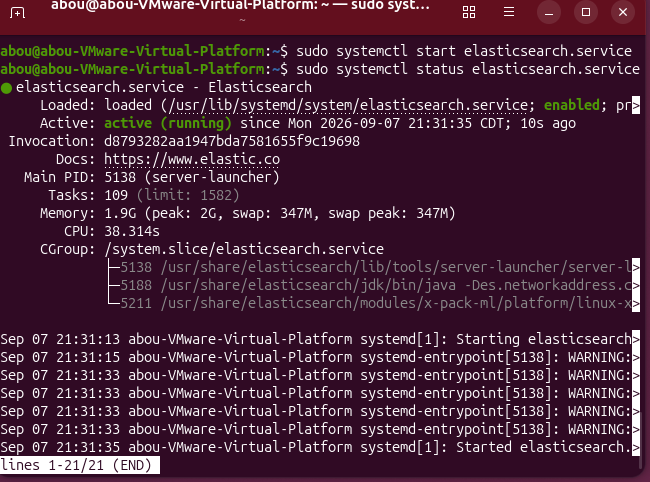 abou@abou-VMware-Virtual-Platform: ~ — sudo syst...
~
abou@abou-VMware-Virtual-Platform:~$ sudo systemctl start elasticsearch.service
abou@abou-VMware-Virtual-Platform:~$ sudo systemctl status elasticsearch.service
● elasticsearch.service - Elasticsearch
Loaded: loaded (/usr/lib/systemd/system/elasticsearch.service; enabled; pr>
Active: active (running) since Mon 2026-09-07 21:31:35 CDT; 10s ago
Invocation: d8793282aa1947bda7581655f9c19698
Docs: https://www.elastic.co
Main PID: 5138 (server-launcher)
Tasks: 109 (limit: 1582)
Memory: 1.9G (peak: 2G, swap: 347M, swap peak: 347M)
CPU: 38.314s
CGroup: /system.slice/elasticsearch.service
├─5138 /usr/share/elasticsearch/lib/tools/server-launcher/server-l>
├─5188 /usr/share/elasticsearch/jdk/bin/java -Des.networkaddress.c>
└─5211 /usr/share/elasticsearch/modules/x-pack-ml/platform/linux-x>
Sep 07 21:31:13 abou-VMware-Virtual-Platform systemd[1]: Starting elasticsearch>
Sep 07 21:31:15 abou-VMware-Virtual-Platform systemd-entrypoint[5138]: WARNING:>
Sep 07 21:31:33 abou-VMware-Virtual-Platform systemd-entrypoint[5138]: WARNING:>
Sep 07 21:31:33 abou-VMware-Virtual-Platform systemd-entrypoint[5138]: WARNING:>
Sep 07 21:31:33 abou-VMware-Virtual-Platform systemd-entrypoint[5138]: WARNING:>
Sep 07 21:31:33 abou-VMware-Virtual-Platform systemd-entrypoint[5138]: WARNING:>
Sep 07 21:31:35 abou-VMware-Virtual-Platform systemd[1]: Started elasticsearch.>
lines 1-21/21 (END)